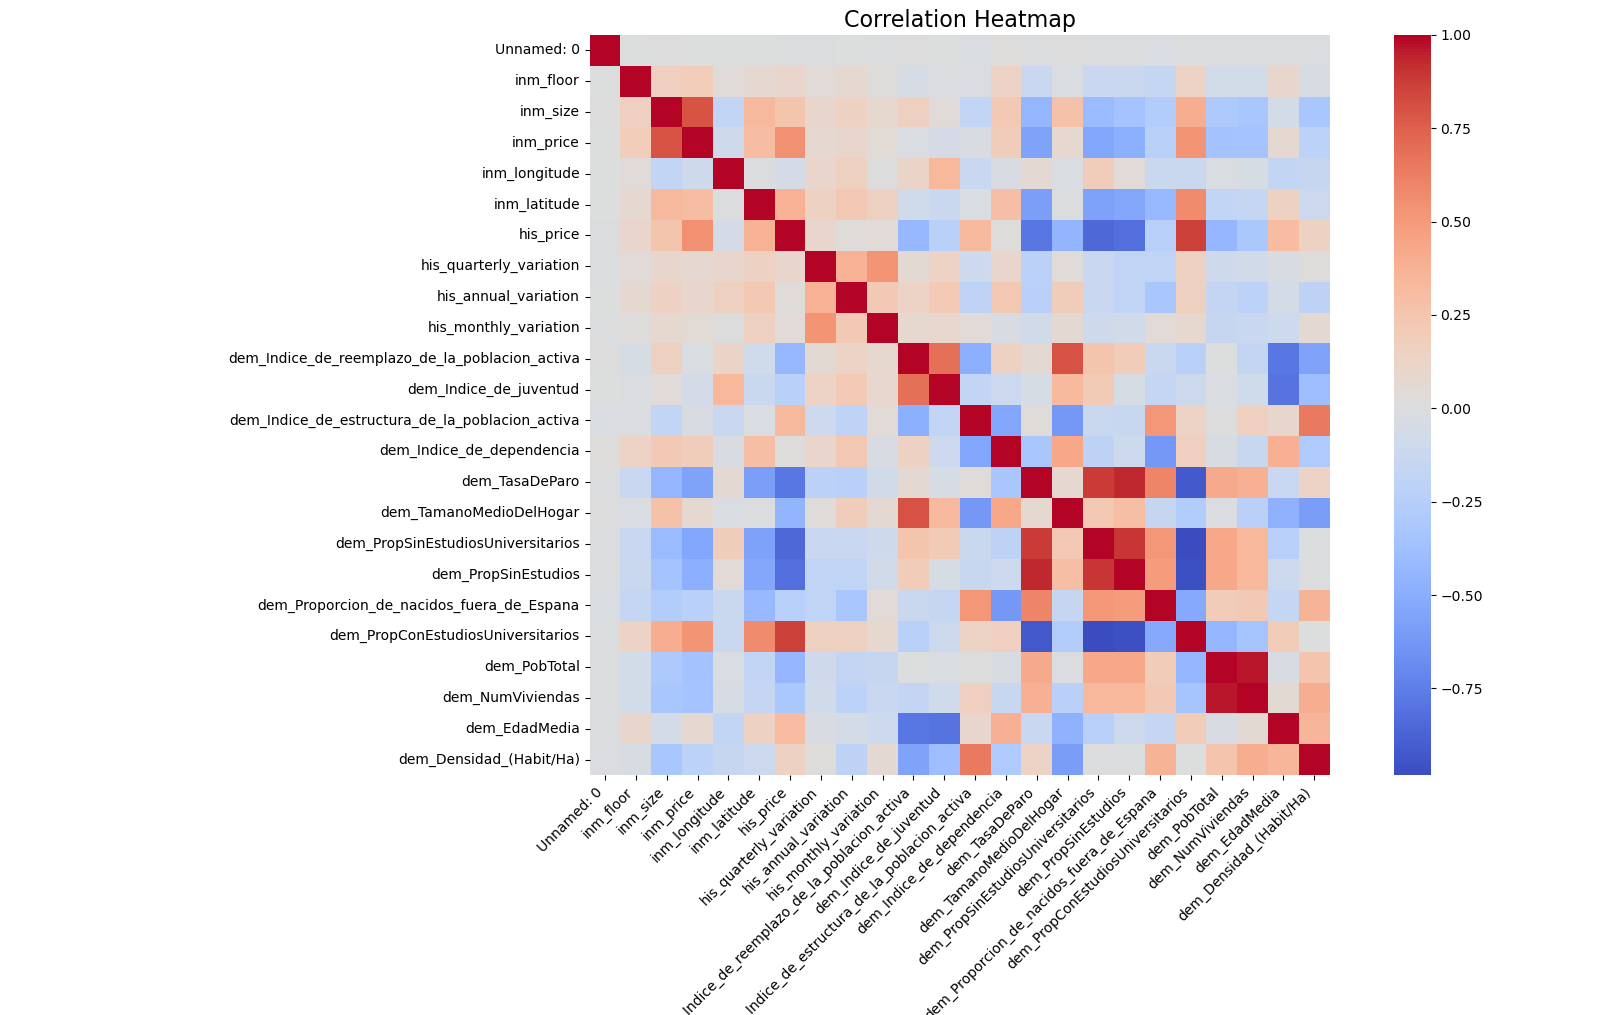 Correlation Heatmap
Unnamed: 0
inm_floor
inm_size
inm_price
inm_longitude
inm_latitude
his_price
his_quarterly_variation
his_annual_variation
his_monthly_variation
dem_Indice_de_reemplazo_de_la_poblacion_activa
dem_Indice_de_juventud
dem_Indice_de_estructura_de_la_poblacion_activa
dem_Indice_de_dependencia
dem_TasaDeParo
dem_TamanoMedioDelHogar
dem_PropSinEstudiosUniversitarios
dem_PropSinEstudios
dem_Proporcion_de_nacidos_fuera_de_Espana
dem_PropConEstudiosUniversitarios
dem_PobTotal
dem_NumViviendas
dem_EdadMedia
dem_Densidad_(Habit/Ha)
Unnamed: 0
inm_floor
inm_size
inm_price
inm_longitude
inm_latitude
his_price
his_quarterly_variation
his_annual_variation
his_monthly_variation
Indice_de_reemplazo_de_la_poblacion_activa
dem_Indice_de_juventud
Indice_de_estructura_de_la_poblacion_activa
dem_Indice_de_dependencia
dem_TasaDeParo
dem_TamanoMedioDelHogar
dem_PropSinEstudiosUniversitarios
dem_PropSinEstudios
dem_Proporcion_de_nacidos_fuera_de_Espana
dem_PropConEstudiosUniversitarios
dem_PobTotal
dem_NumViviendas
dem_EdadMedia
dem_Densidad_(Habit/Ha)
1.00
0.75
0.50
0.25
0.00
−0.25
−0.50
−0.75